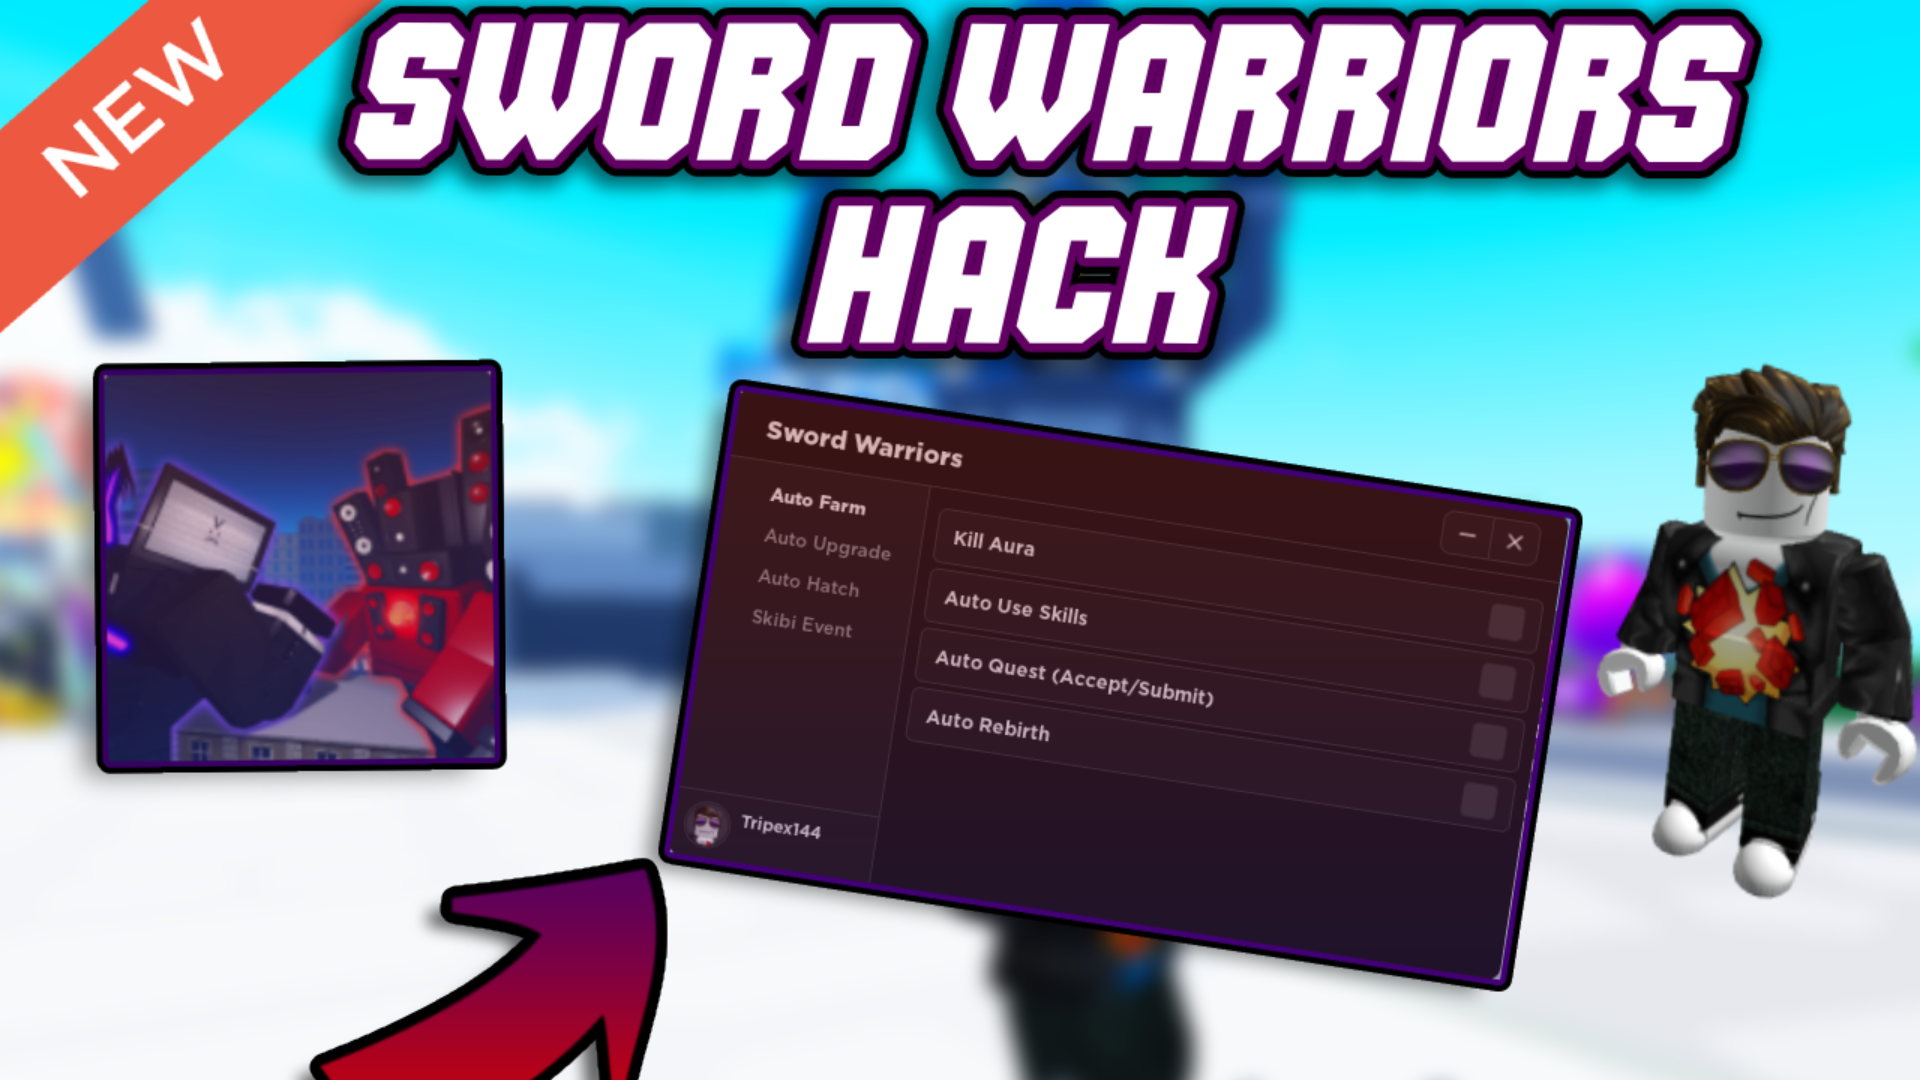 NEW
SWORD WARRIORS
HACK
Sword Warriors
Auto Farm
Auto Upgrade
Auto Hatch
Skibi Event
Kill Aura
Auto Use Skills
Auto Quest (Accept/Submit)
Auto Rebirth
Tripex144